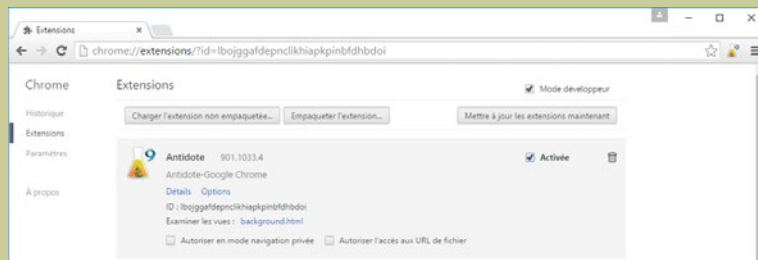 Extensions
chrome://extensions/?id=lbojggafdepnclikhiapkpinbfdhbdoi
Chrome
Extensions
Mode développeur
Historique
Charger l'extension non empaquetée...
Empaqueter l'extension...
Mettre à jour les extensions maintenant
Extensions
Paramètres
9 Antidote 901.1033.4
Activée
Antidote-Google Chrome
Détails Options
À propos
ID : lbojggafdepnclikhiapkpinbfdhbdoi
Examiner les vues : background.html
Autoriser en mode navigation privée
Autoriser l'accès aux URL de fichier